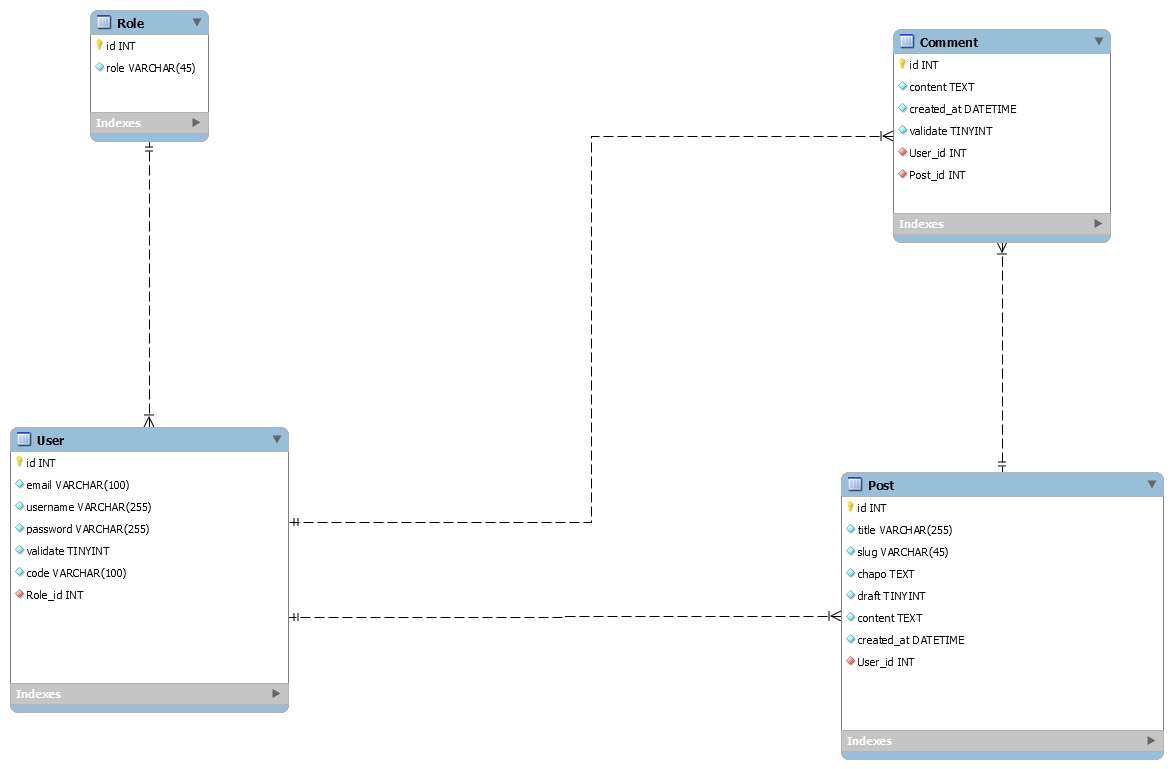 Role
id INT
role VARCHAR(45)
Indexes
Comment
id INT
content TEXT
created_at DATETIME
validate TINYINT
User_id INT
Post_id INT
Indexes
User
id INT
email VARCHAR(100)
username VARCHAR(255)
password VARCHAR(255)
validate TINYINT
code VARCHAR(100)
Role_id INT
Indexes
Post
id INT
title VARCHAR(255)
slug VARCHAR(45)
chapo TEXT
draft TINYINT
content TEXT
created_at DATETIME
User_id INT
Indexes